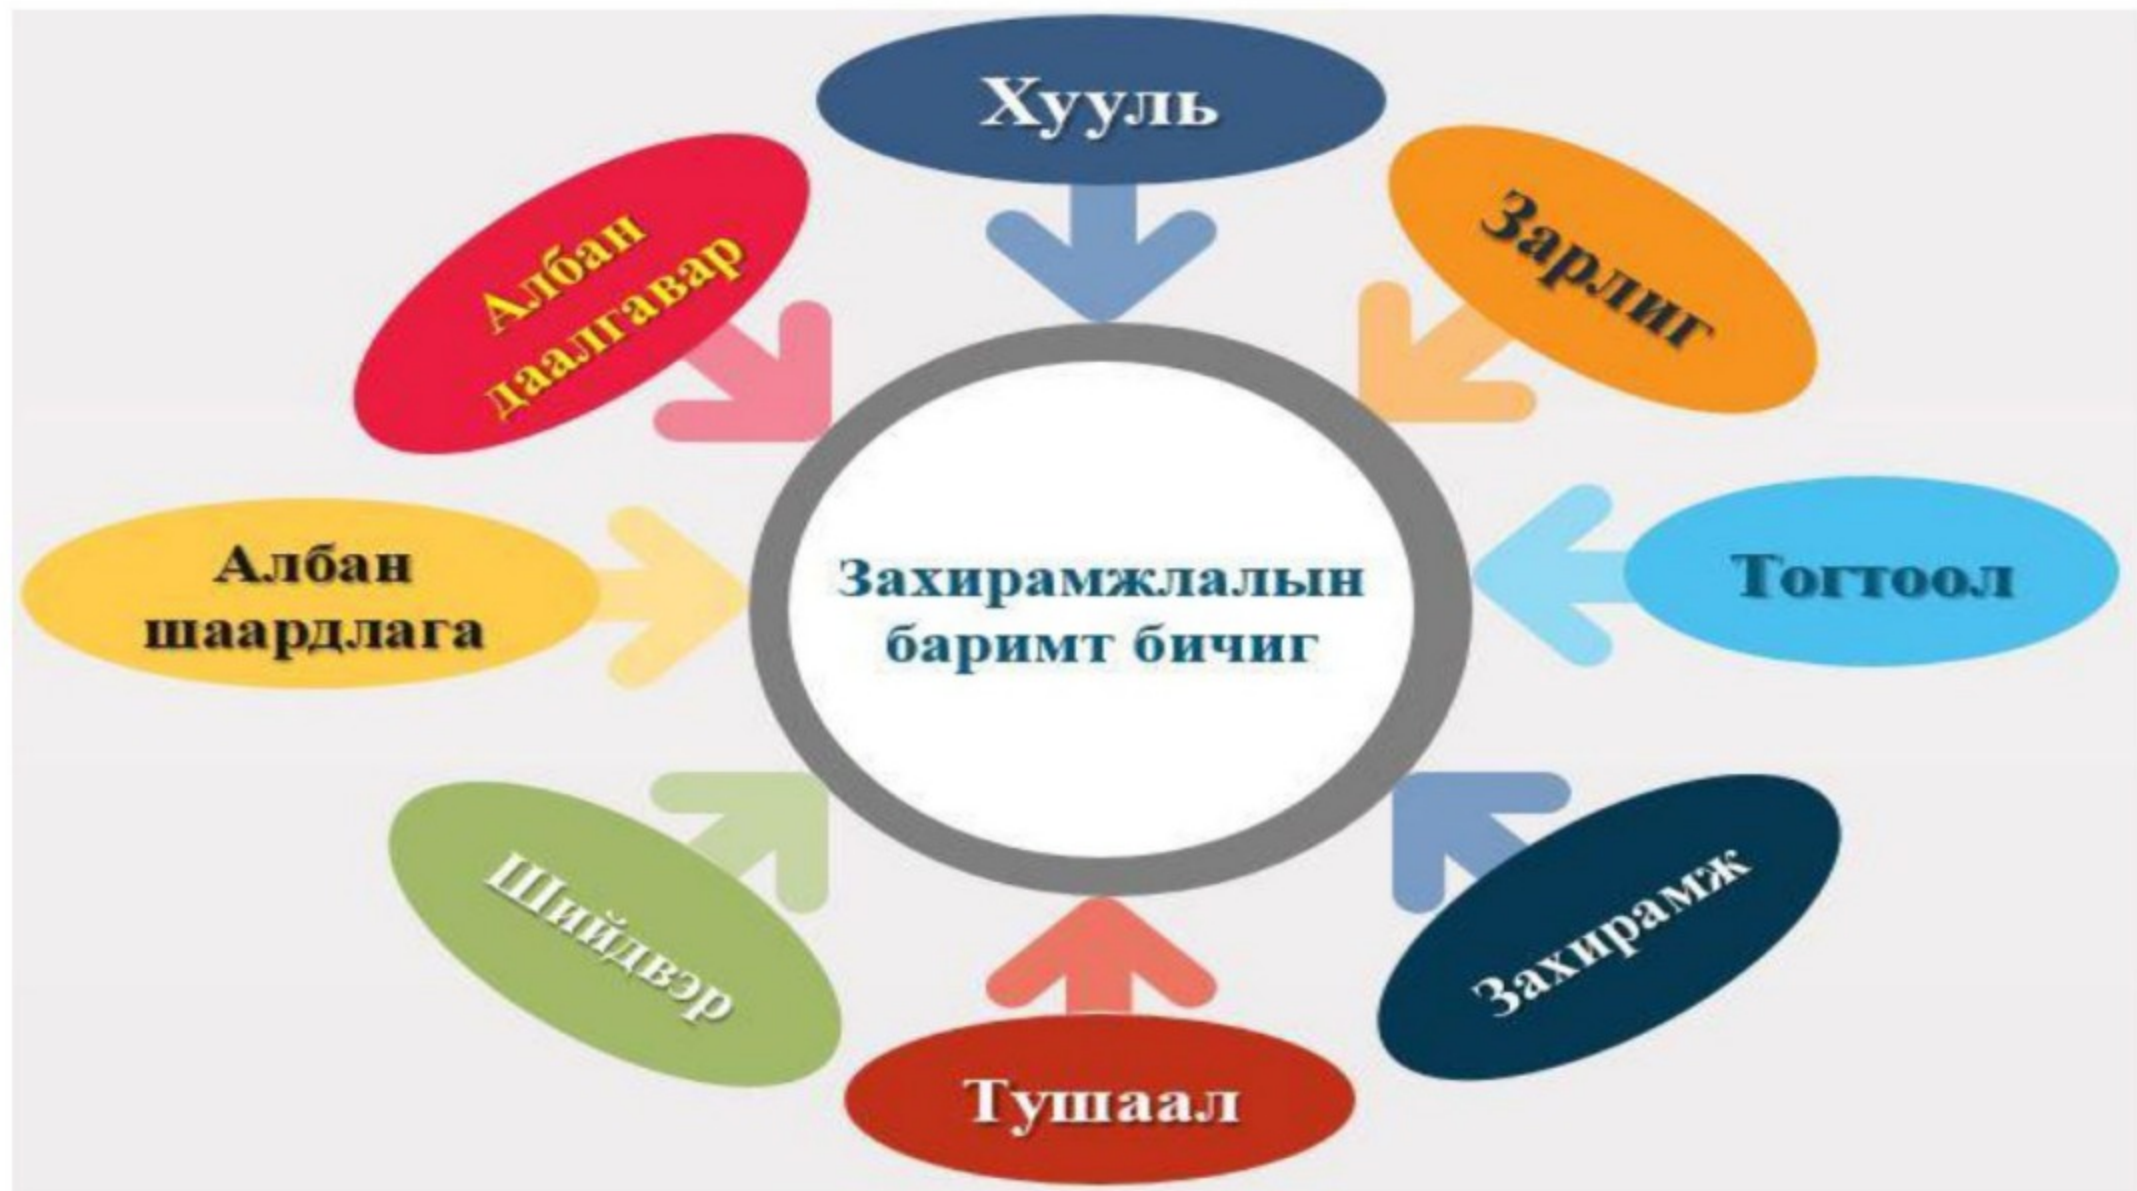 Хууль
Зарлиг
Тогтоол
Захирамж
Тушаал
Шийдвэр
Албан
шаардлага
Албан
даалгавар
Захирамжлалын
баримт бичиг